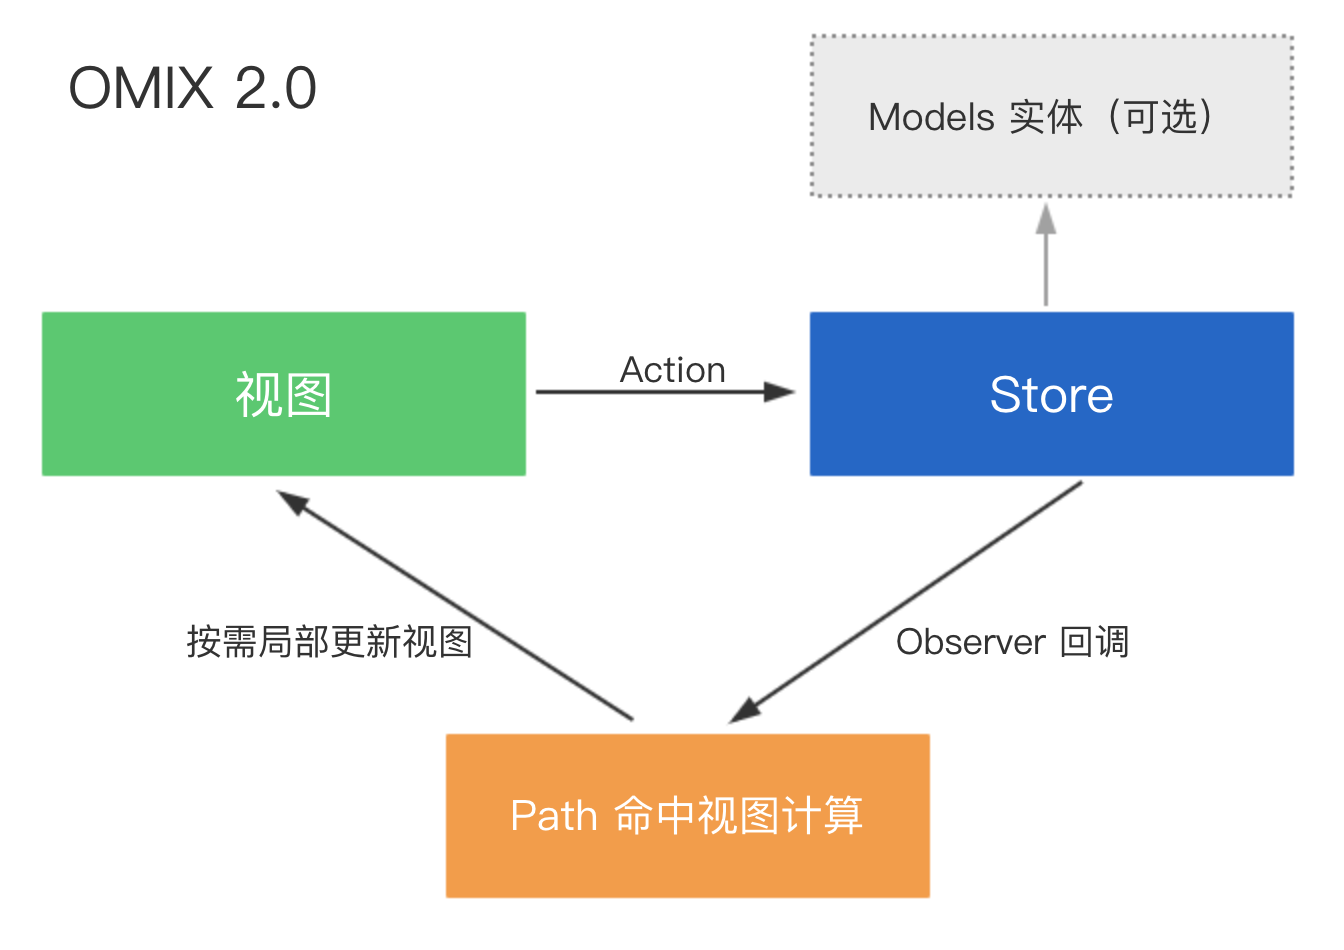 OMIX 2.0
Models 实体（可选）
视图
Action
Store
按需局部更新视图
Observer 回调
Path 命中视图计算